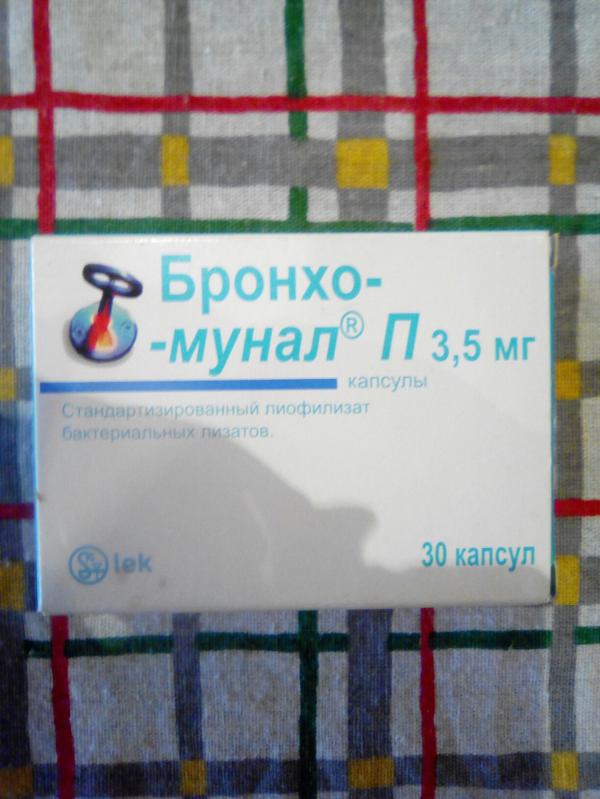 Бронхо-
-мунал® П 3,5 мг
капсулы
Стандартизированный лиофилизат
бактериальных лизатов.
lek
30 капсул